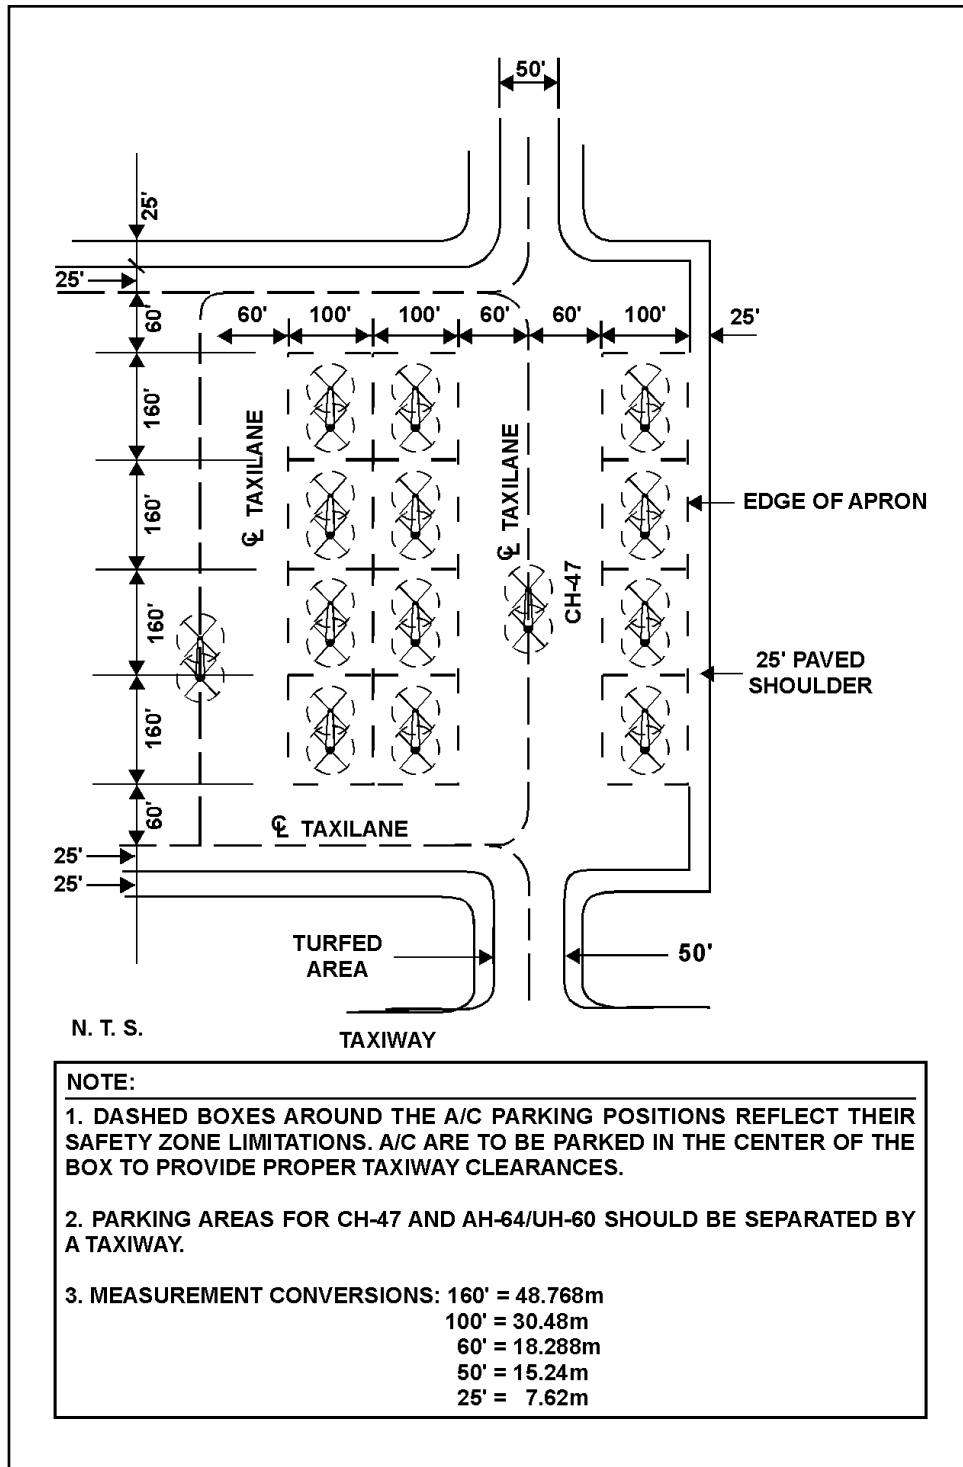 50'
25'
25'
60'
60'
100'
100'
60'
60'
100'
25'
160'
160'
160'
160'
60'
℄ TAXILANE
℄ TAXILANE
EDGE OF APRON
CH-47
25' PAVED
SHOULDER
℄ TAXILANE
25'
25'
TURFED
AREA
50'
N. T. S.
TAXIWAY
NOTE:
1. DASHED BOXES AROUND THE A/C PARKING POSITIONS REFLECT THEIR
SAFETY ZONE LIMITATIONS. A/C ARE TO BE PARKED IN THE CENTER OF THE
BOX TO PROVIDE PROPER TAXIWAY CLEARANCES.
2. PARKING AREAS FOR CH-47 AND AH-64/UH-60 SHOULD BE SEPARATED BY
A TAXIWAY.
3. MEASUREMENT CONVERSIONS: 160' = 48.768m
100' = 30.48m
60' = 18.288m
50' = 15.24m
25' = 7.62m